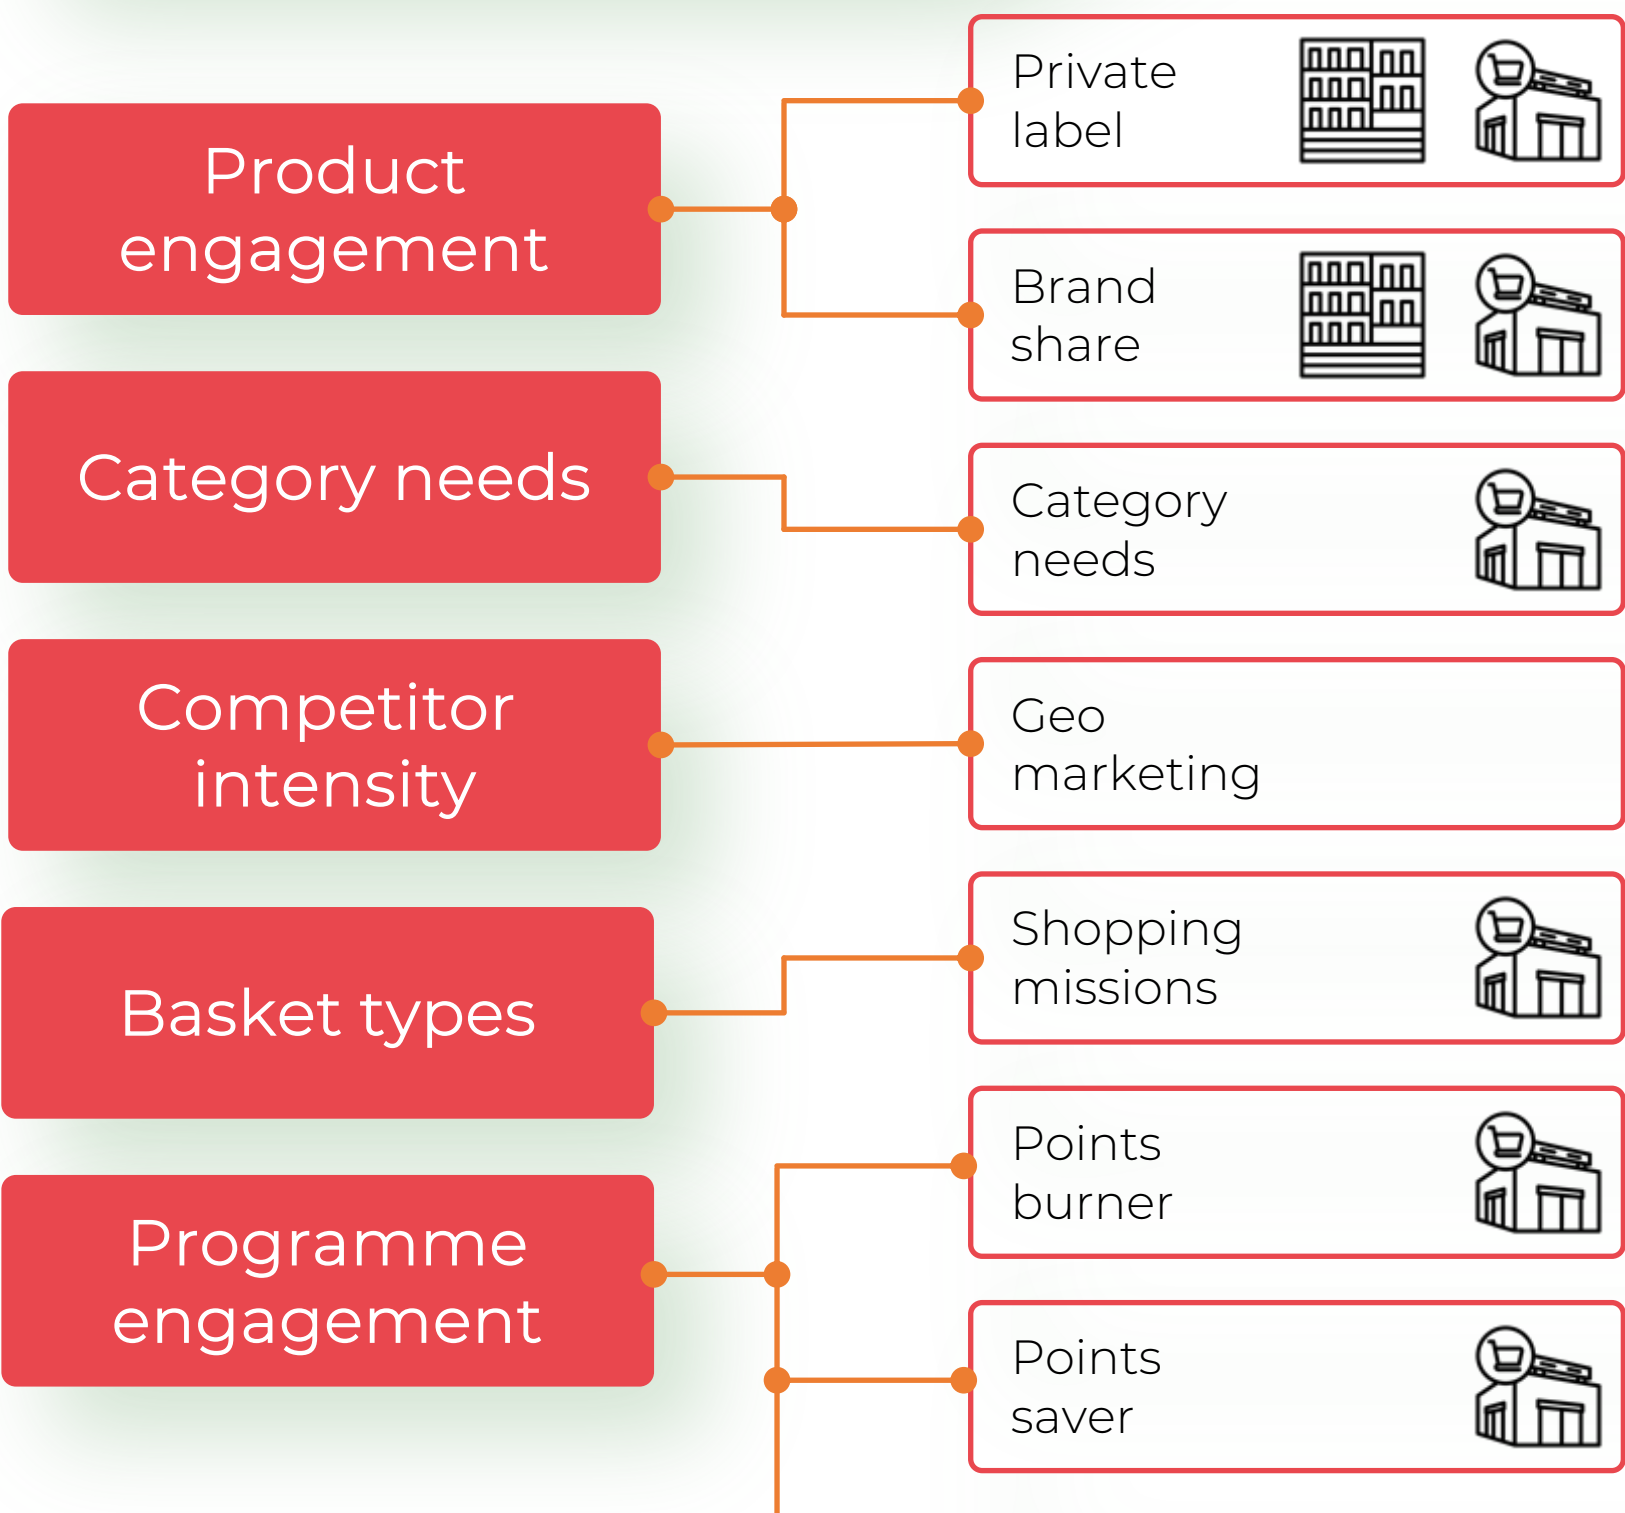 Product
engagement
Private
label
Brand
share
Category needs
Category
needs
Competitor
intensity
Geo
marketing
Basket types
Shopping
missions
Programme
engagement
Points
burner
Points
saver